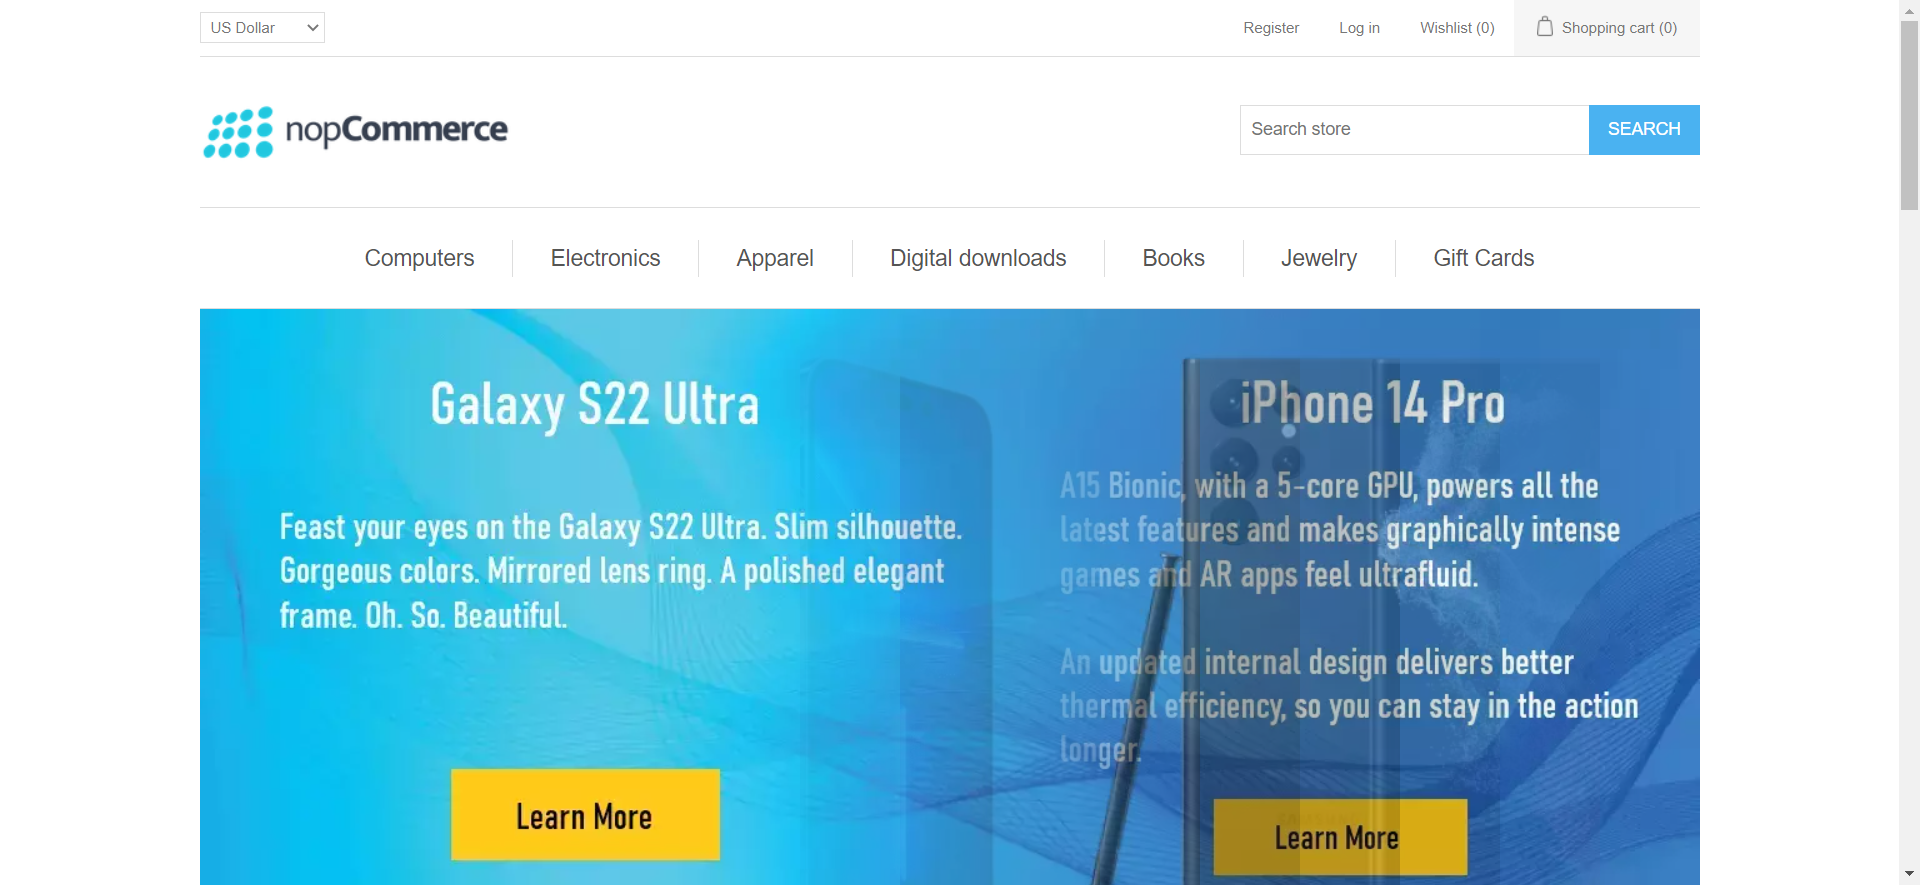 US Dollar
Register
Log in
Wishlist (0)
Shopping cart (0)
nopCommerce
Search store
SEARCH
Computers
Electronics
Apparel
Digital downloads
Books
Jewelry
Gift Cards
Galaxy S22 Ultra
Feast your eyes on the Galaxy S22 Ultra. Slim silhouette.
Gorgeous colors. Mirrored lens ring. A polished elegant
frame. Oh. So. Beautiful.
Learn More
iPhone 14 Pro
A15 Bionic, with a 5-core GPU, powers all the
latest features and makes graphically intense
games and AR apps feel ultrafluid.
An updated internal design delivers better
thermal efficiency, so you can stay in the action
longer.
Learn More